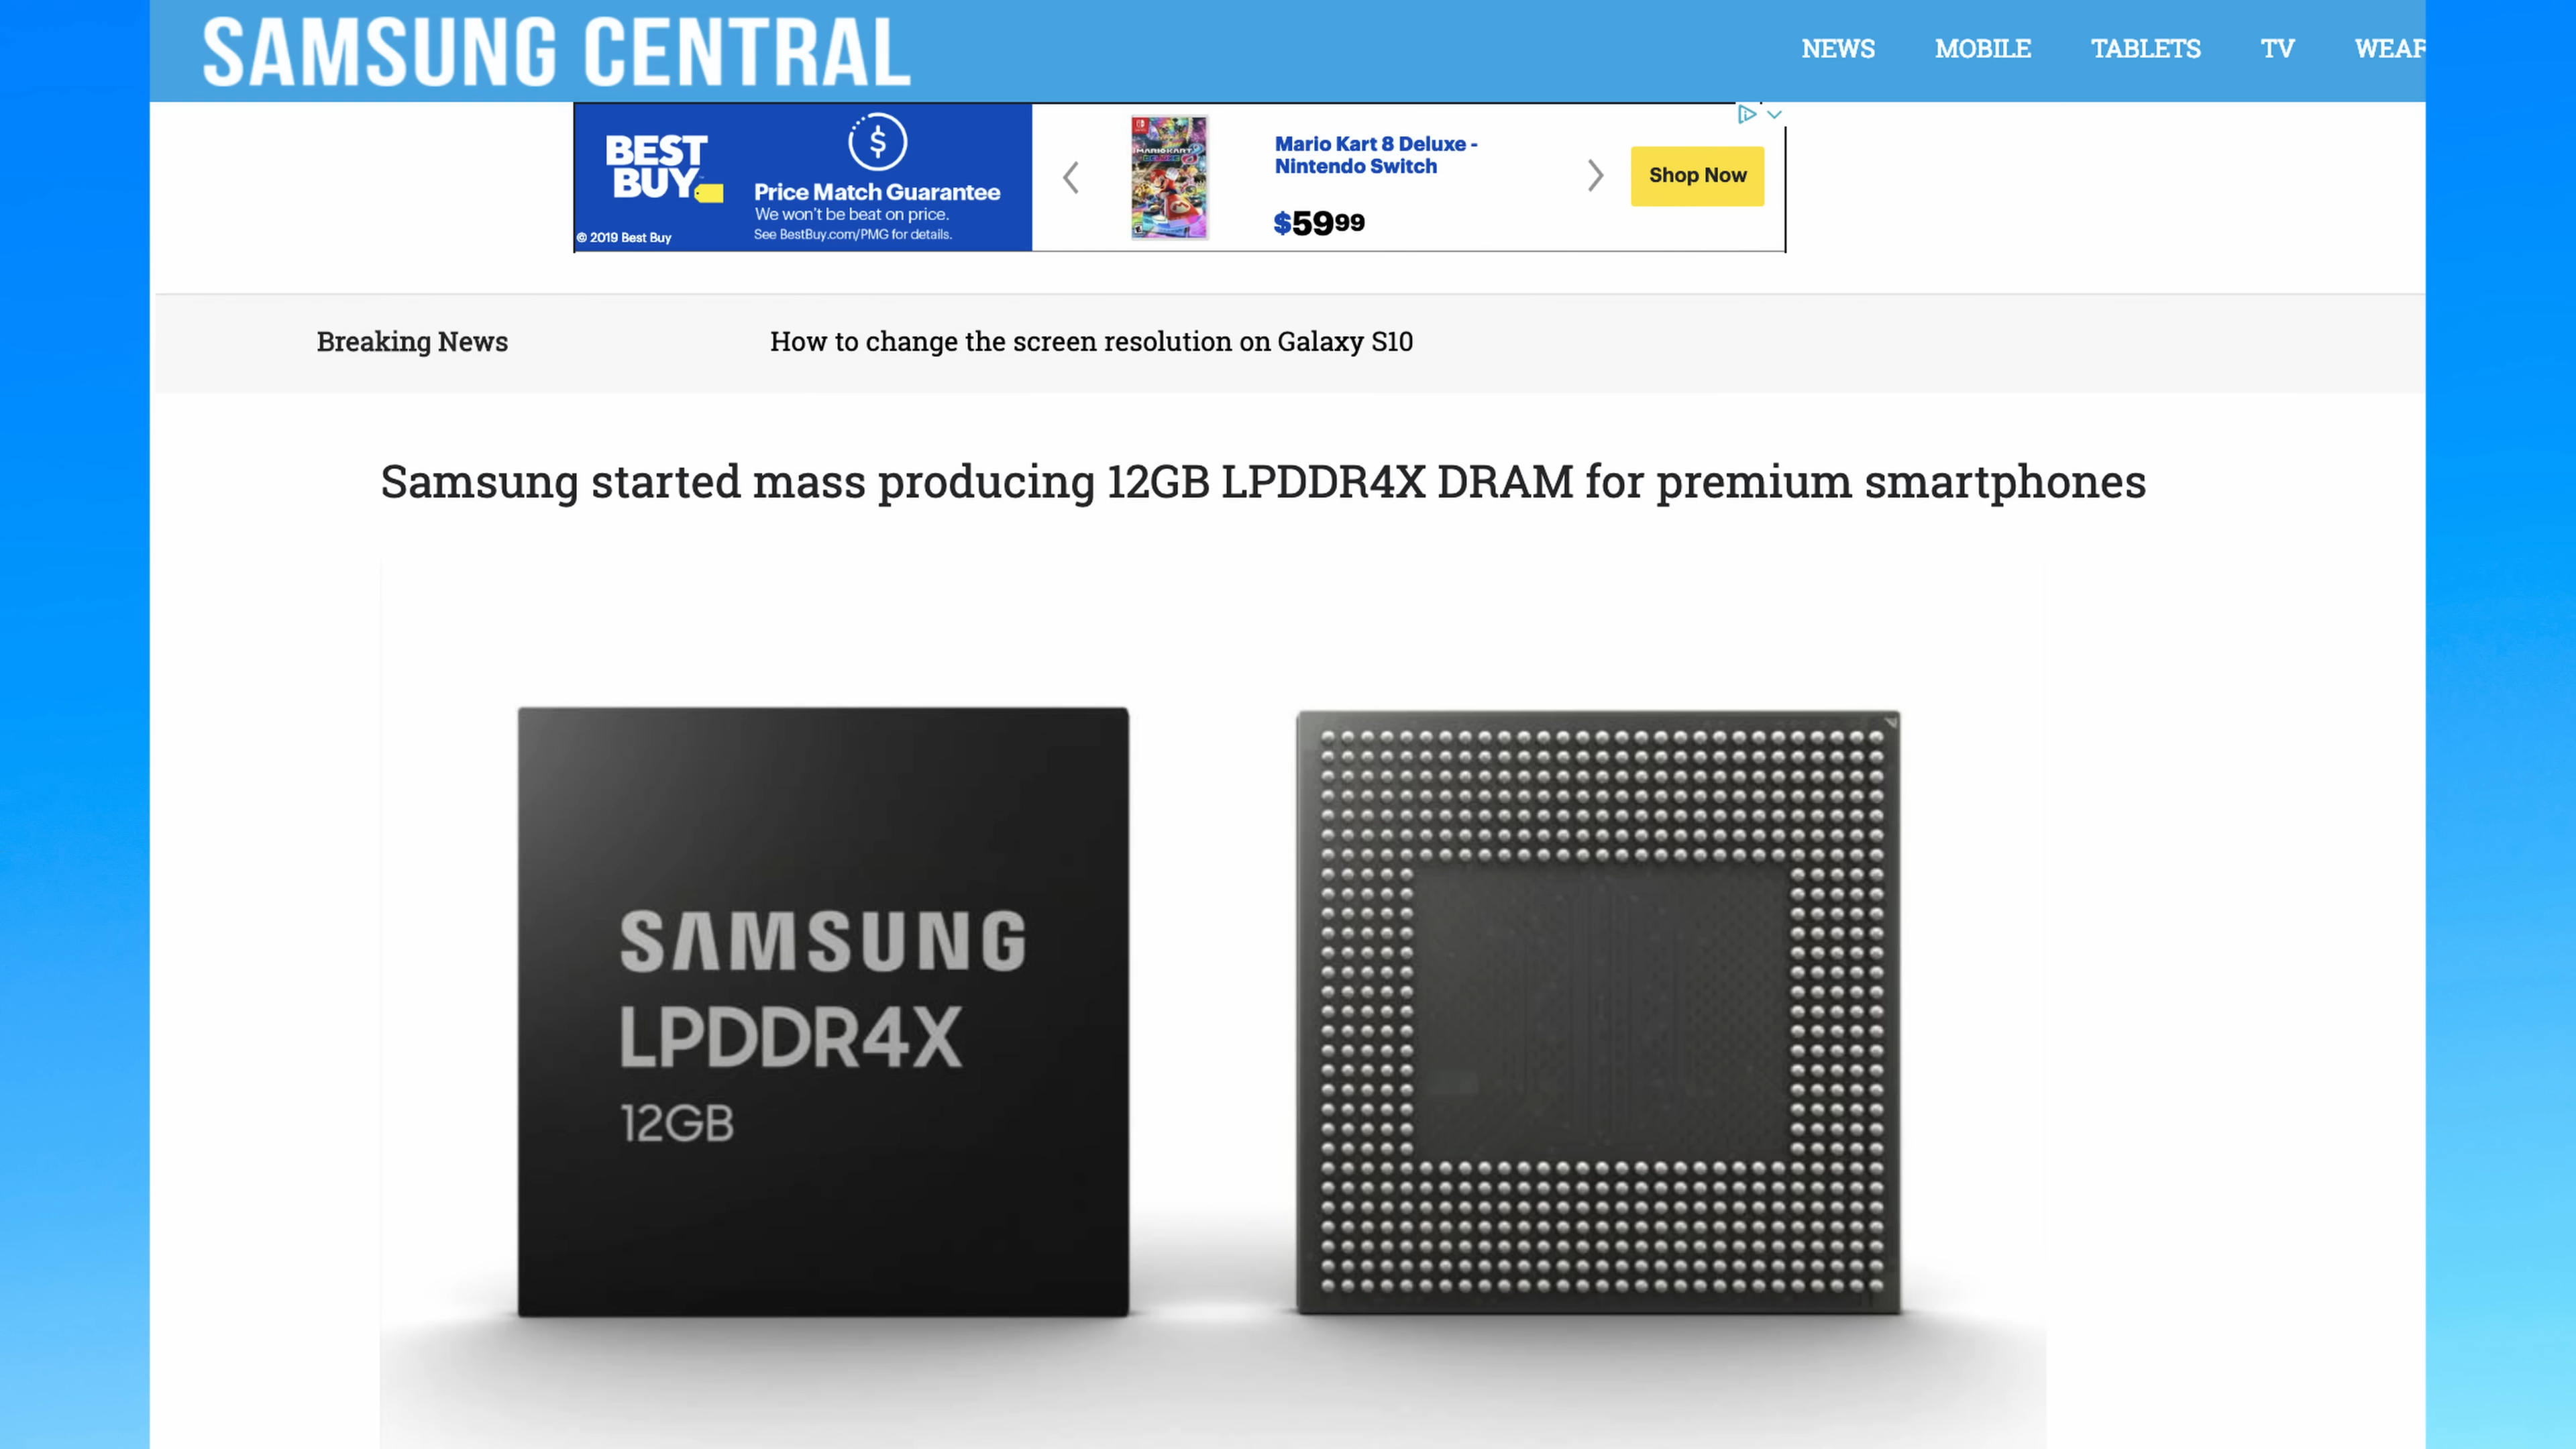 SAMSUNG CENTRAL
NEWS MOBILE TABLETS TV WEAR
BEST BUY
Price Match Guarantee
We won't be beat on price.
See BestBuy.com/PMG for details.
© 2019 Best Buy
MARIOKART
Mario Kart 8 Deluxe -
Nintendo Switch
$5999
Shop Now
Breaking News
How to change the screen resolution on Galaxy S10
Samsung started mass producing 12GB LPDDR4X DRAM for premium smartphones
SAMSUNG
LPDDR4X
12GB